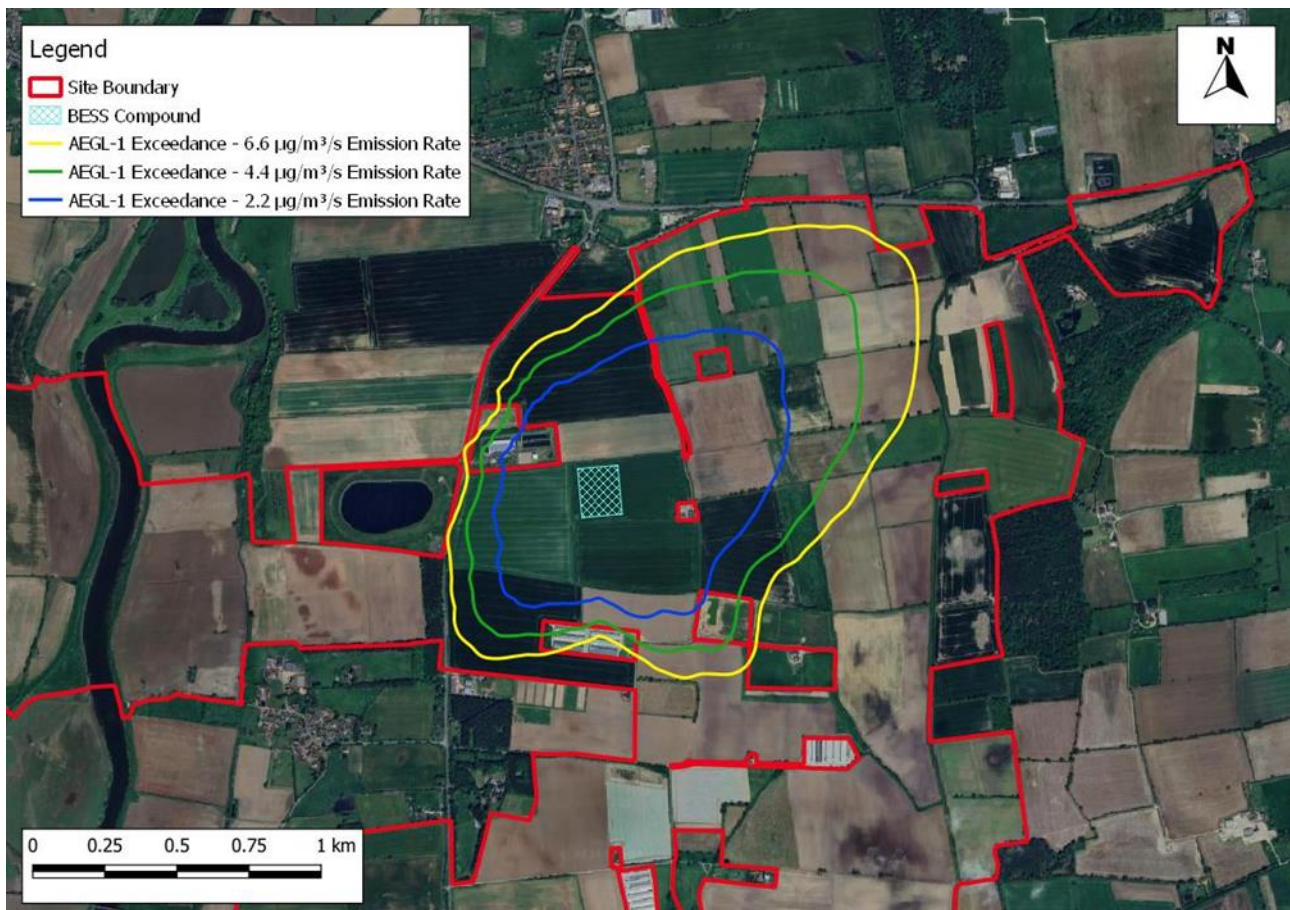 Legend
Site Boundary
BESS Compound
AEGL-1 Exceedance - 6.6 µg/m³/s Emission Rate
AEGL-1 Exceedance - 4.4 µg/m³/s Emission Rate
AEGL-1 Exceedance - 2.2 µg/m³/s Emission Rate
N
0 0.25 0.5 0.75 1 km